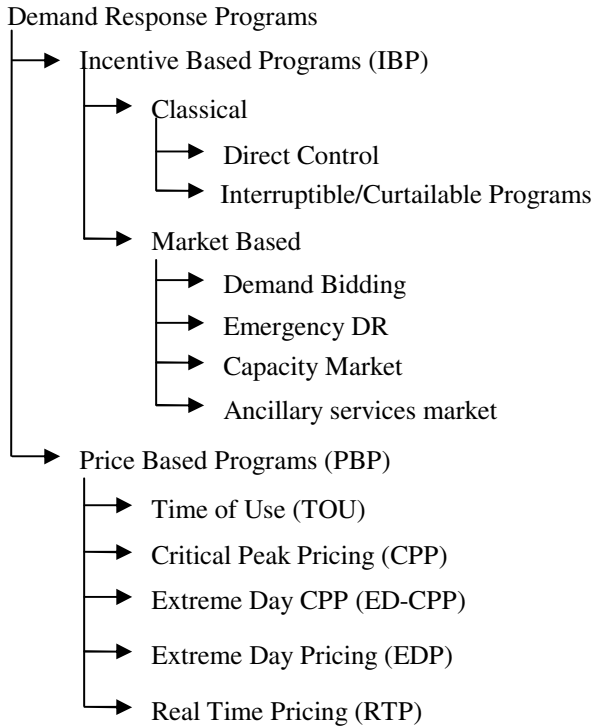 Demand Response Programs
Incentive Based Programs (IBP)
Classical
Direct Control
Interruptible/Curtailable Programs
Market Based
Demand Bidding
Emergency DR
Capacity Market
Ancillary services market
Price Based Programs (PBP)
Time of Use (TOU)
Critical Peak Pricing (CPP)
Extreme Day CPP (ED-CPP)
Extreme Day Pricing (EDP)
Real Time Pricing (RTP)